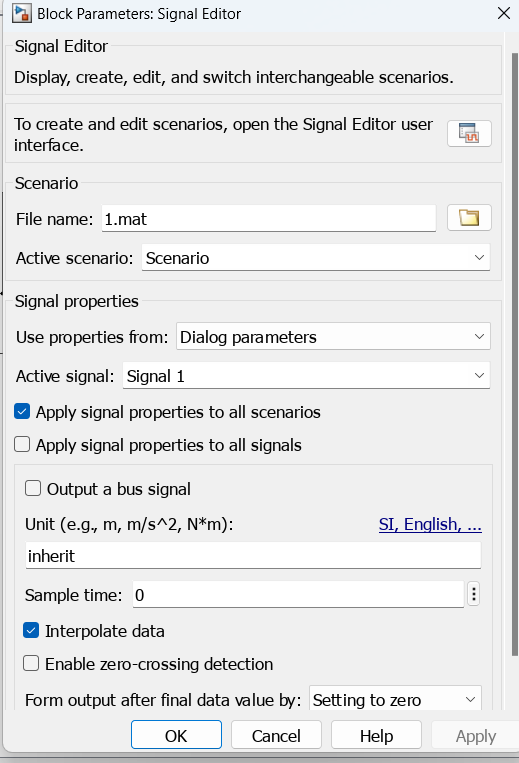 Block Parameters: Signal Editor
Signal Editor
Display, create, edit, and switch interchangeable scenarios.
To create and edit scenarios, open the Signal Editor user
interface.
Scenario
File name: 1.mat
Active scenario: Scenario
Signal properties
Use properties from: Dialog parameters
Active signal: Signal 1
Apply signal properties to all scenarios
Apply signal properties to all signals
Output a bus signal
Unit (e.g., m, m/s^2, N*m): SI, English, ...
inherit
Sample time: 0
Interpolate data
Enable zero-crossing detection
Form output after final data value by: Setting to zero
OK Cancel Help Apply